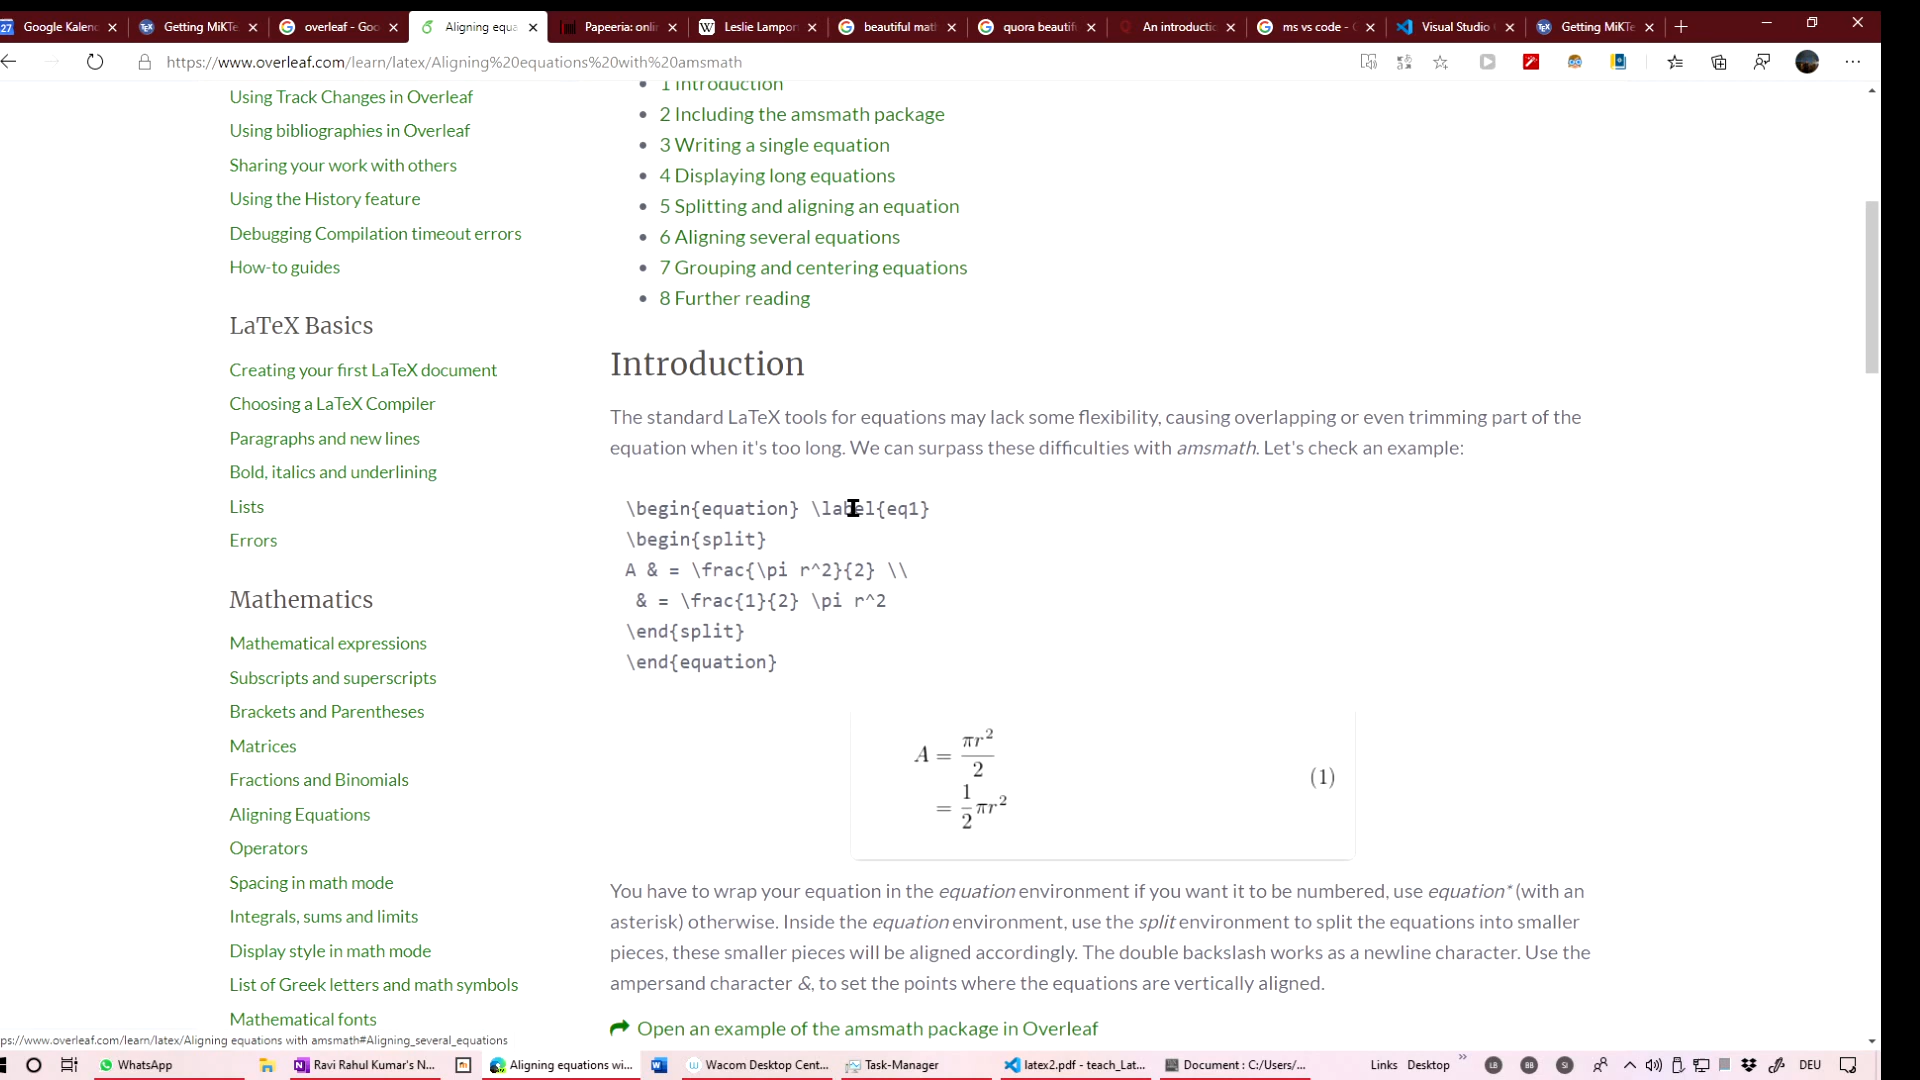 27 Google Kalen
TEX Getting MiKTe
overleaf - Goo
Aligning equa
Papeeria: onli
W Leslie Lampor
beautiful mat
quora beautif
An introductic
ms vs code - G
Visual Studio
TEX Getting MiKTe
https://www.overleaf.com/learn/latex/Aligning%20equations%20with%20amsmath
Using Track Changes in Overleaf
Using bibliographies in Overleaf
Sharing your work with others
Using the History feature
Debugging Compilation timeout errors
How-to guides
LaTeX Basics
Creating your first LaTeX document
Choosing a LaTeX Compiler
Paragraphs and new lines
Bold, italics and underlining
Lists
Errors
Mathematics
Mathematical expressions
Subscripts and superscripts
Brackets and Parentheses
Matrices
Fractions and Binomials
Aligning Equations
Operators
Spacing in math mode
Integrals, sums and limits
Display style in math mode
List of Greek letters and math symbols
Mathematical fonts
1 Introduction
2 Including the amsmath package
3 Writing a single equation
4 Displaying long equations
5 Splitting and aligning an equation
6 Aligning several equations
7 Grouping and centering equations
8 Further reading
Introduction
The standard LaTeX tools for equations may lack some flexibility, causing overlapping or even trimming part of the
equation when it's too long. We can surpass these difficulties with amsmath. Let's check an example:
\begin{equation} \label{eq1}
\begin{split}
A & = \frac{\pi r^2}{2} \\
& = \frac{1}{2} \pi r^2
\end{split}
\end{equation}
A = πr²/2
= 1/2 πr² (1)
You have to wrap your equation in the equation environment if you want it to be numbered, use equation* (with an
asterisk) otherwise. Inside the equation environment, use the split environment to split the equations into smaller
pieces, these smaller pieces will be aligned accordingly. The double backslash works as a newline character. Use the
ampersand character &, to set the points where the equations are vertically aligned.
Open an example of the amsmath package in Overleaf
ps://www.overleaf.com/learn/latex/Aligning equations with amsmath#Aligning_several_equations
WhatsApp
Ravi Rahul Kumar's N...
Aligning equations wi...
Wacom Desktop Cent...
Task-Manager
latex2.pdf - teach_Lat...
Document : C:/Users/...
Links
Desktop
LB
BB
SI
DEU